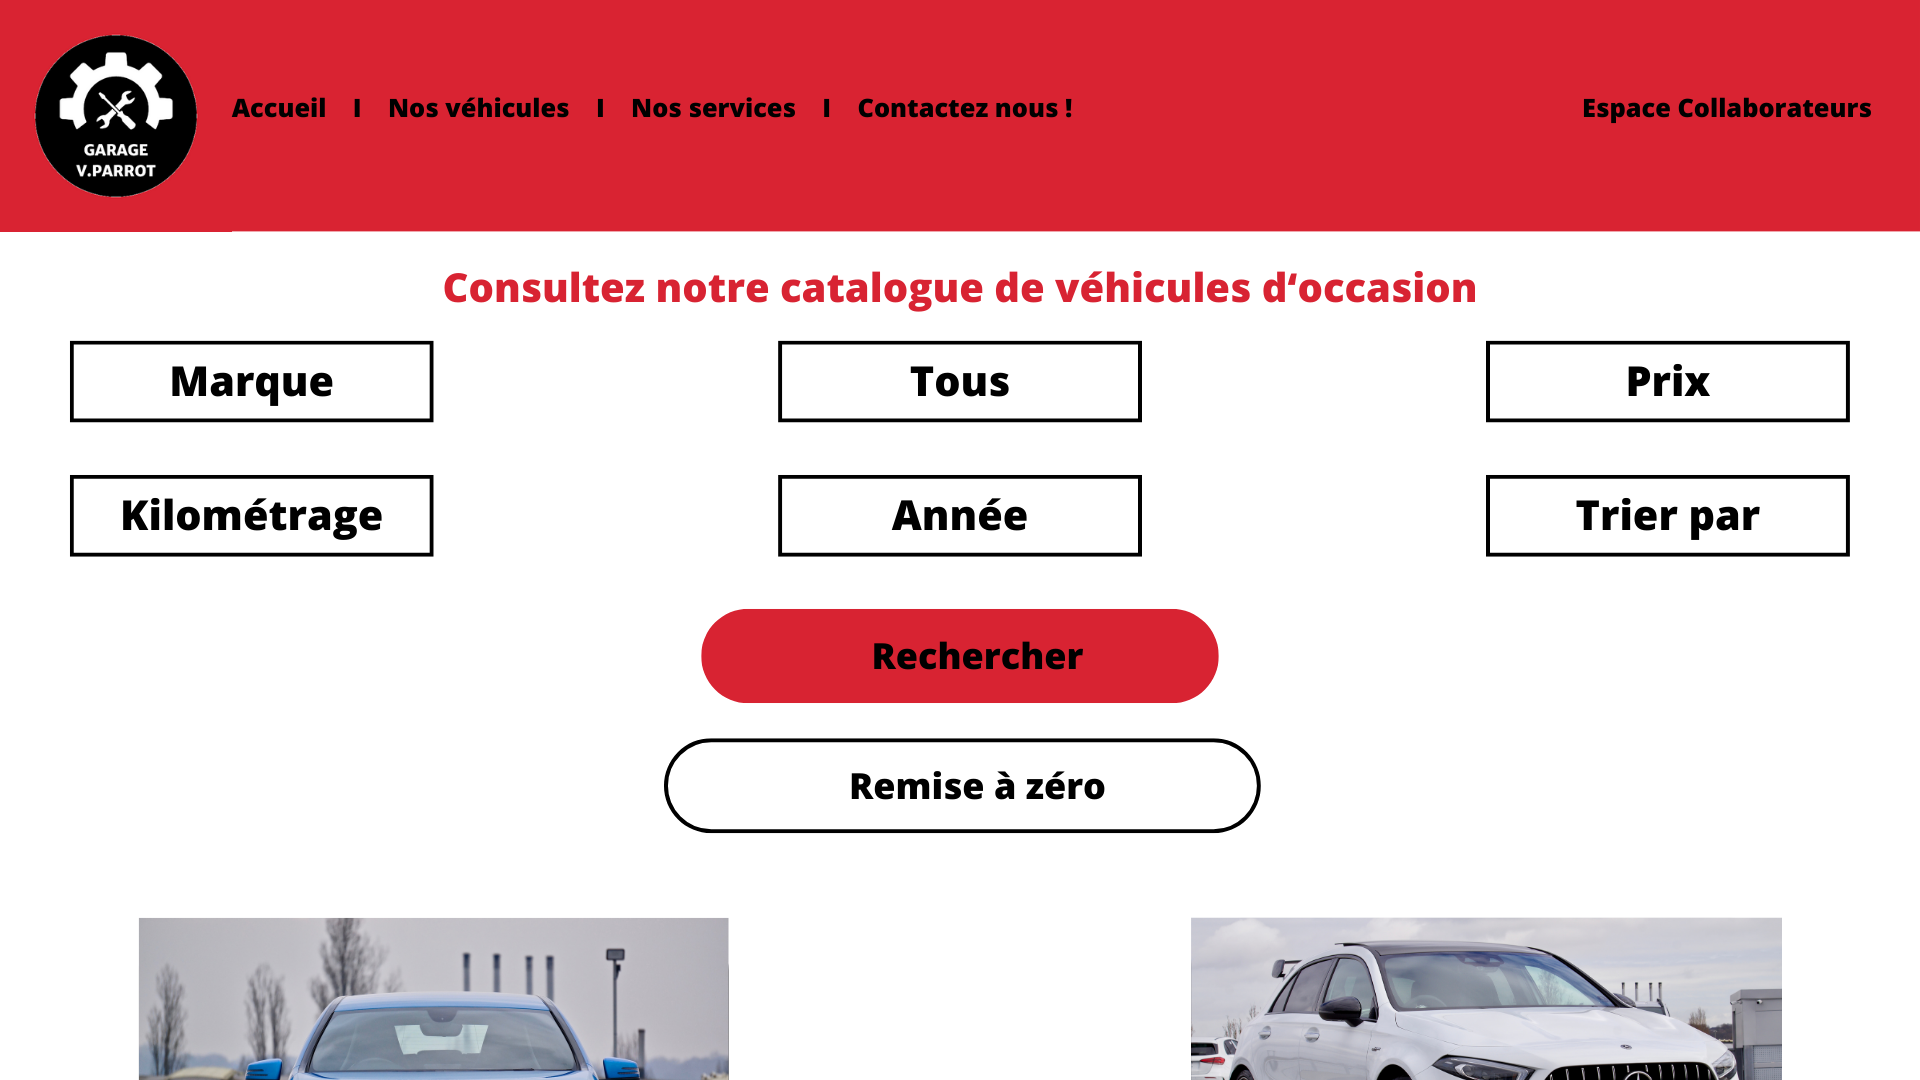 GARAGE
V.PARROT
Accueil I Nos véhicules I Nos services I Contactez nous !
Espace Collaborateurs
Consultez notre catalogue de véhicules d‘occasion
Marque
Tous
Prix
Kilométrage
Année
Trier par
Rechercher
Remise à zéro